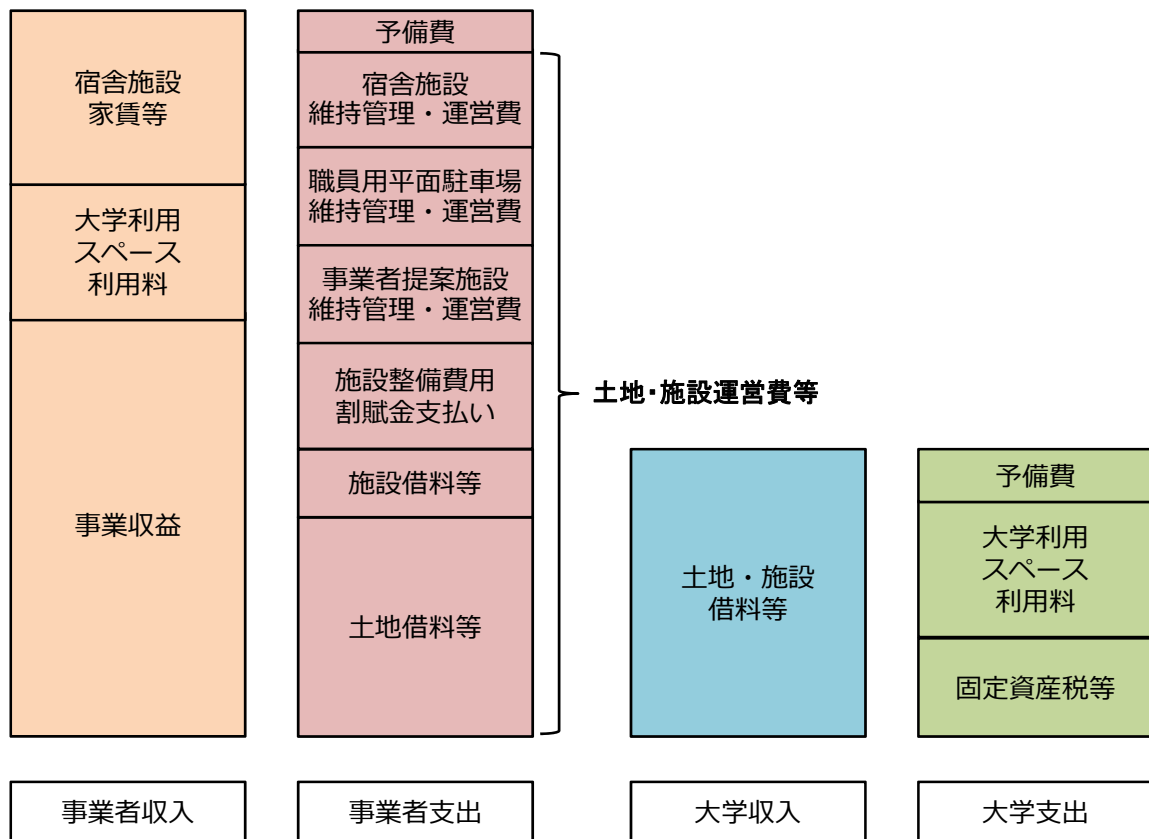 宿舎施設
家賃等
大学利用
スペース
利用料
事業収益
予備費
宿舎施設
維持管理・運営費
職員用平面駐車場
維持管理・運営費
事業者提案施設
維持管理・運営費
施設整備費用
割賦金支払い
施設借料等
土地借料等
土地・施設運営費等
土地・施設
借料等
予備費
大学利用
スペース
利用料
固定資産税等
事業者収入
事業者支出
大学収入
大学支出